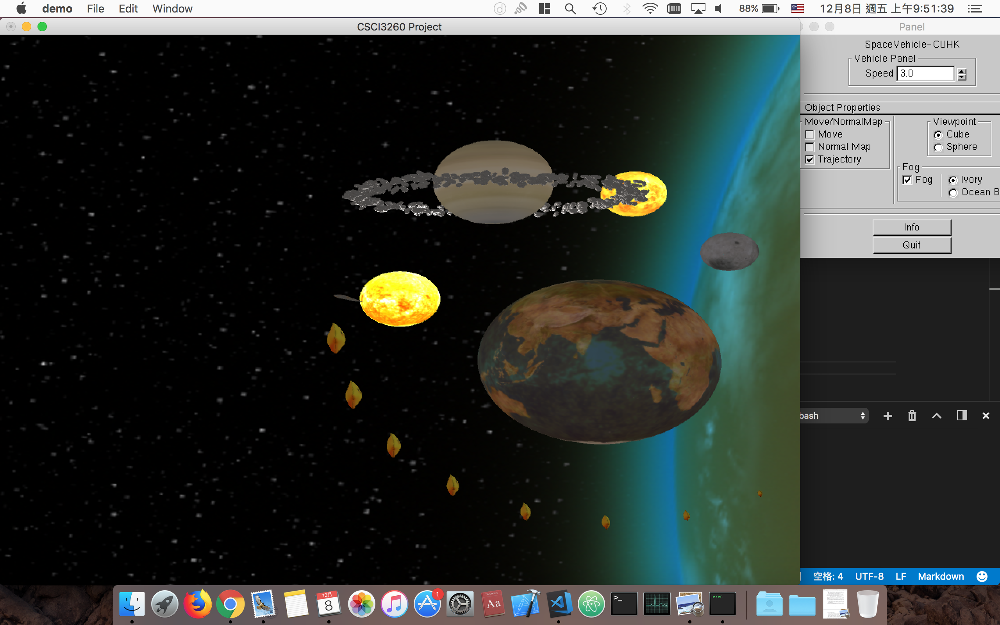 demo File Edit Window 88% 12月8日 週五 上午9:51:39
CSCI3260 Project
Panel
SpaceVehicle-CUHK
Vehicle Panel
Speed 3.0
Object Properties
Move/NormalMap
Move
Normal Map
Trajectory
Viewpoint
Cube
Sphere
Fog
Fog
Ivory
Ocean B
Info
Quit
bash
空格: 4 UTF-8 LF Markdown
1
12月
8
Dictionary
Aa
>_
exec